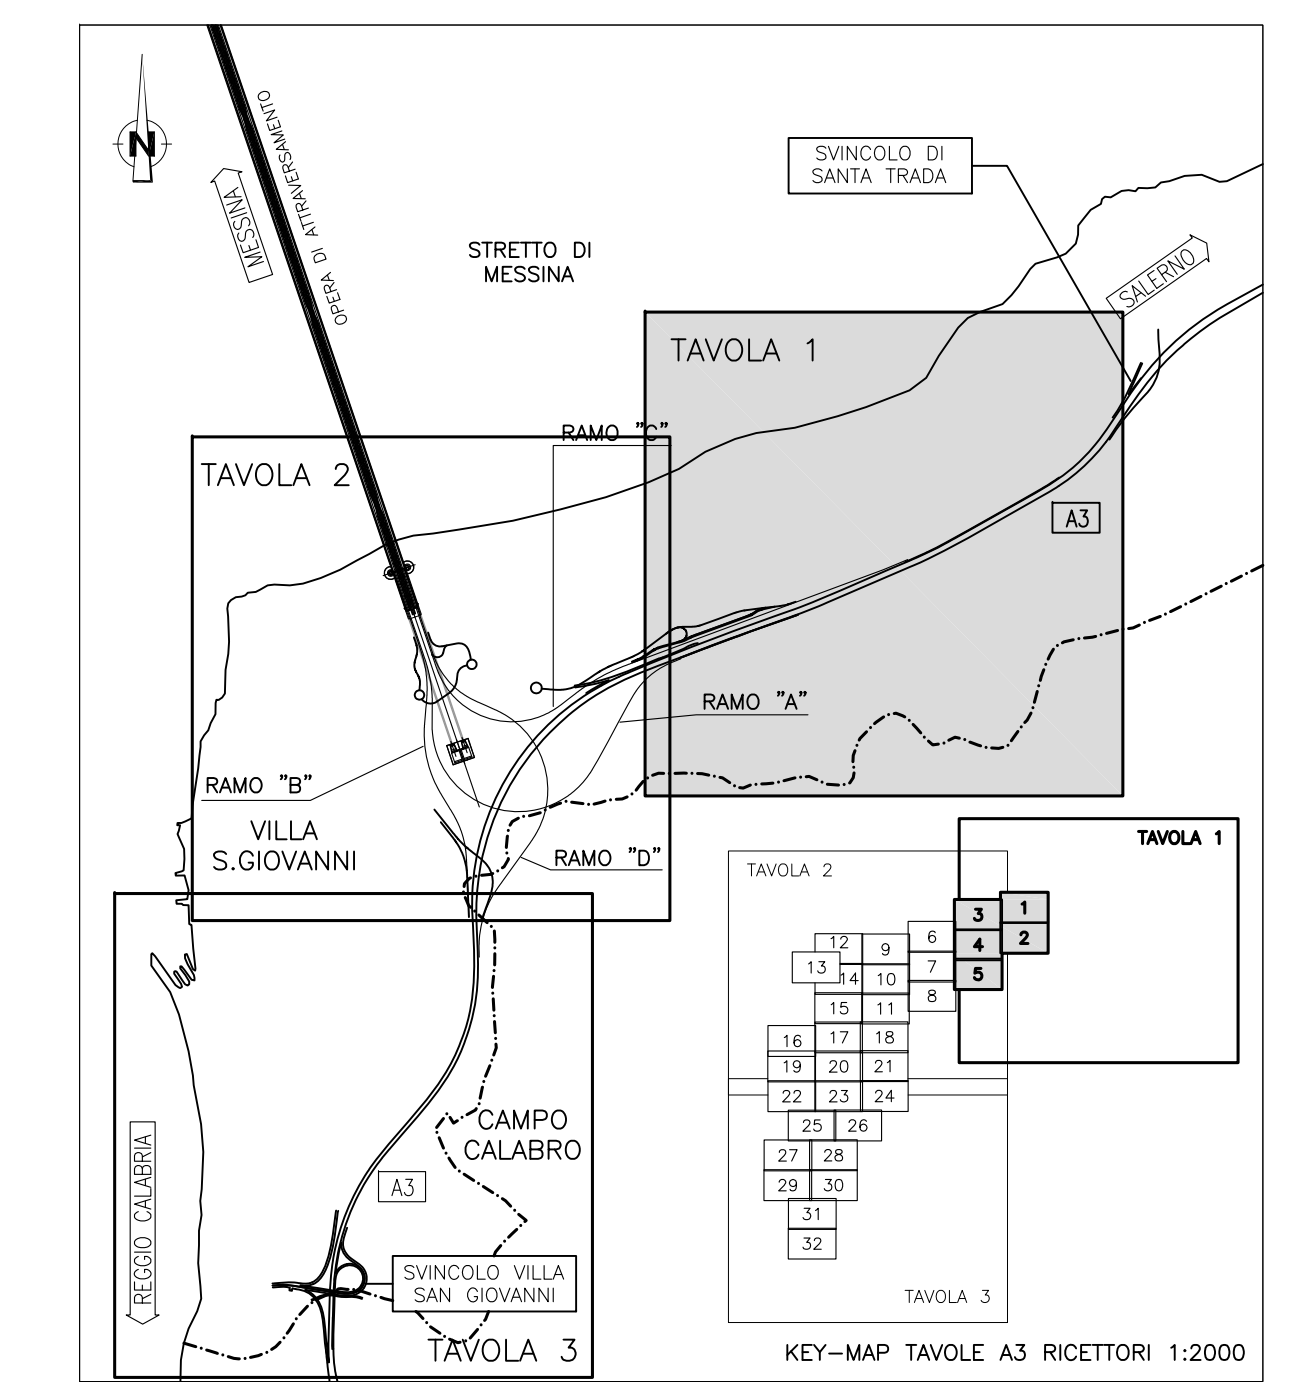 N
MESSINA
OPERA DI ATTRAVERSAMENTO
STRETTO DI
MESSINA
SVINCOLO DI
SANTA TRADA
SALERNO
TAVOLA 1
RAMO "C"
TAVOLA 2
A3
RAMO "A"
RAMO "B"
VILLA
S.GIOVANNI
RAMO "D"
TAVOLA 1
TAVOLA 2
3
1
4
2
5
6
7
8
12
9
13
14
10
15
11
16
17
18
19
20
21
22
23
24
25
26
27
28
29
30
31
32
TAVOLA 3
CAMPO
CALABRO
A3
REGGIO CALABRIA
SVINCOLO VILLA
SAN GIOVANNI
TAVOLA 3
KEY-MAP TAVOLE A3 RICETTORI 1:2000